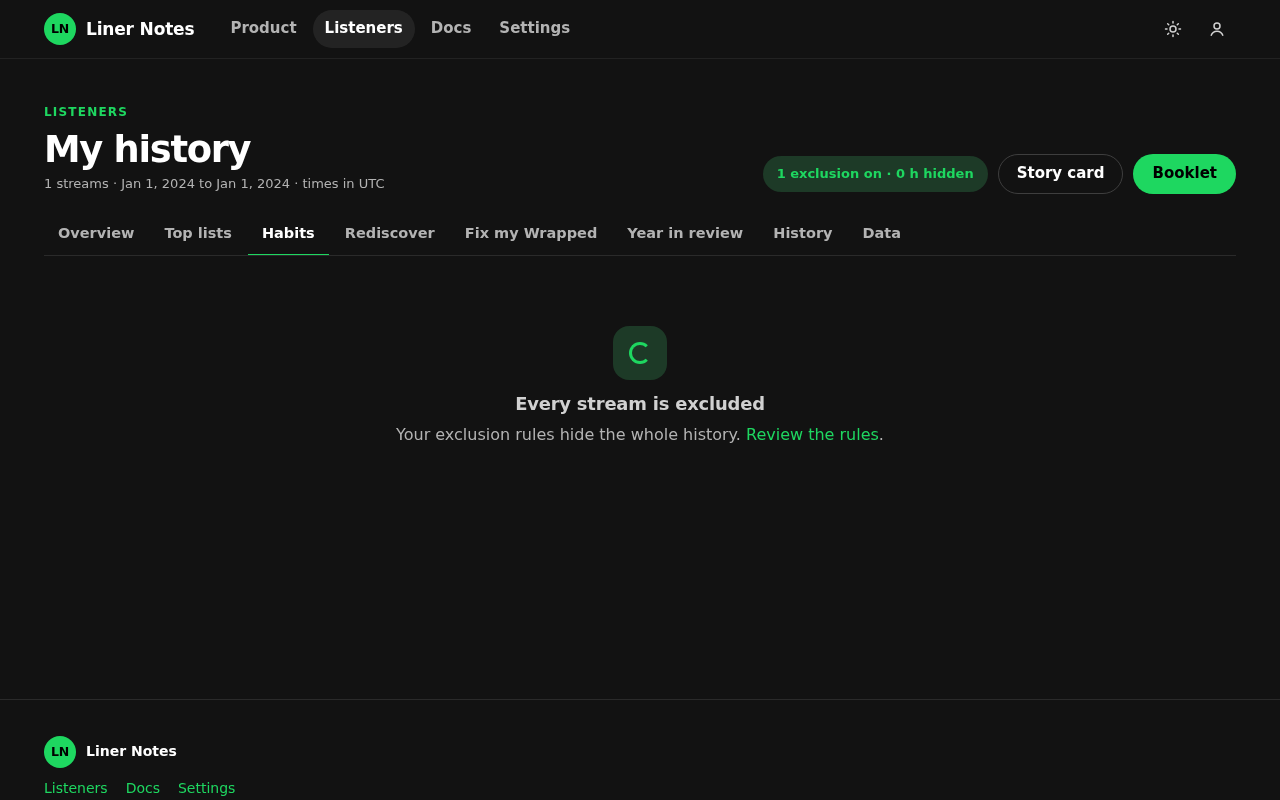 LN Liner Notes Product Listeners Docs Settings
LISTENERS
My history
1 streams · Jan 1, 2024 to Jan 1, 2024 · times in UTC
1 exclusion on · 0 h hidden Story card Booklet
Overview Top lists Habits Rediscover Fix my Wrapped Year in review History Data
Every stream is excluded
Your exclusion rules hide the whole history. Review the rules.
LN Liner Notes
Listeners Docs Settings